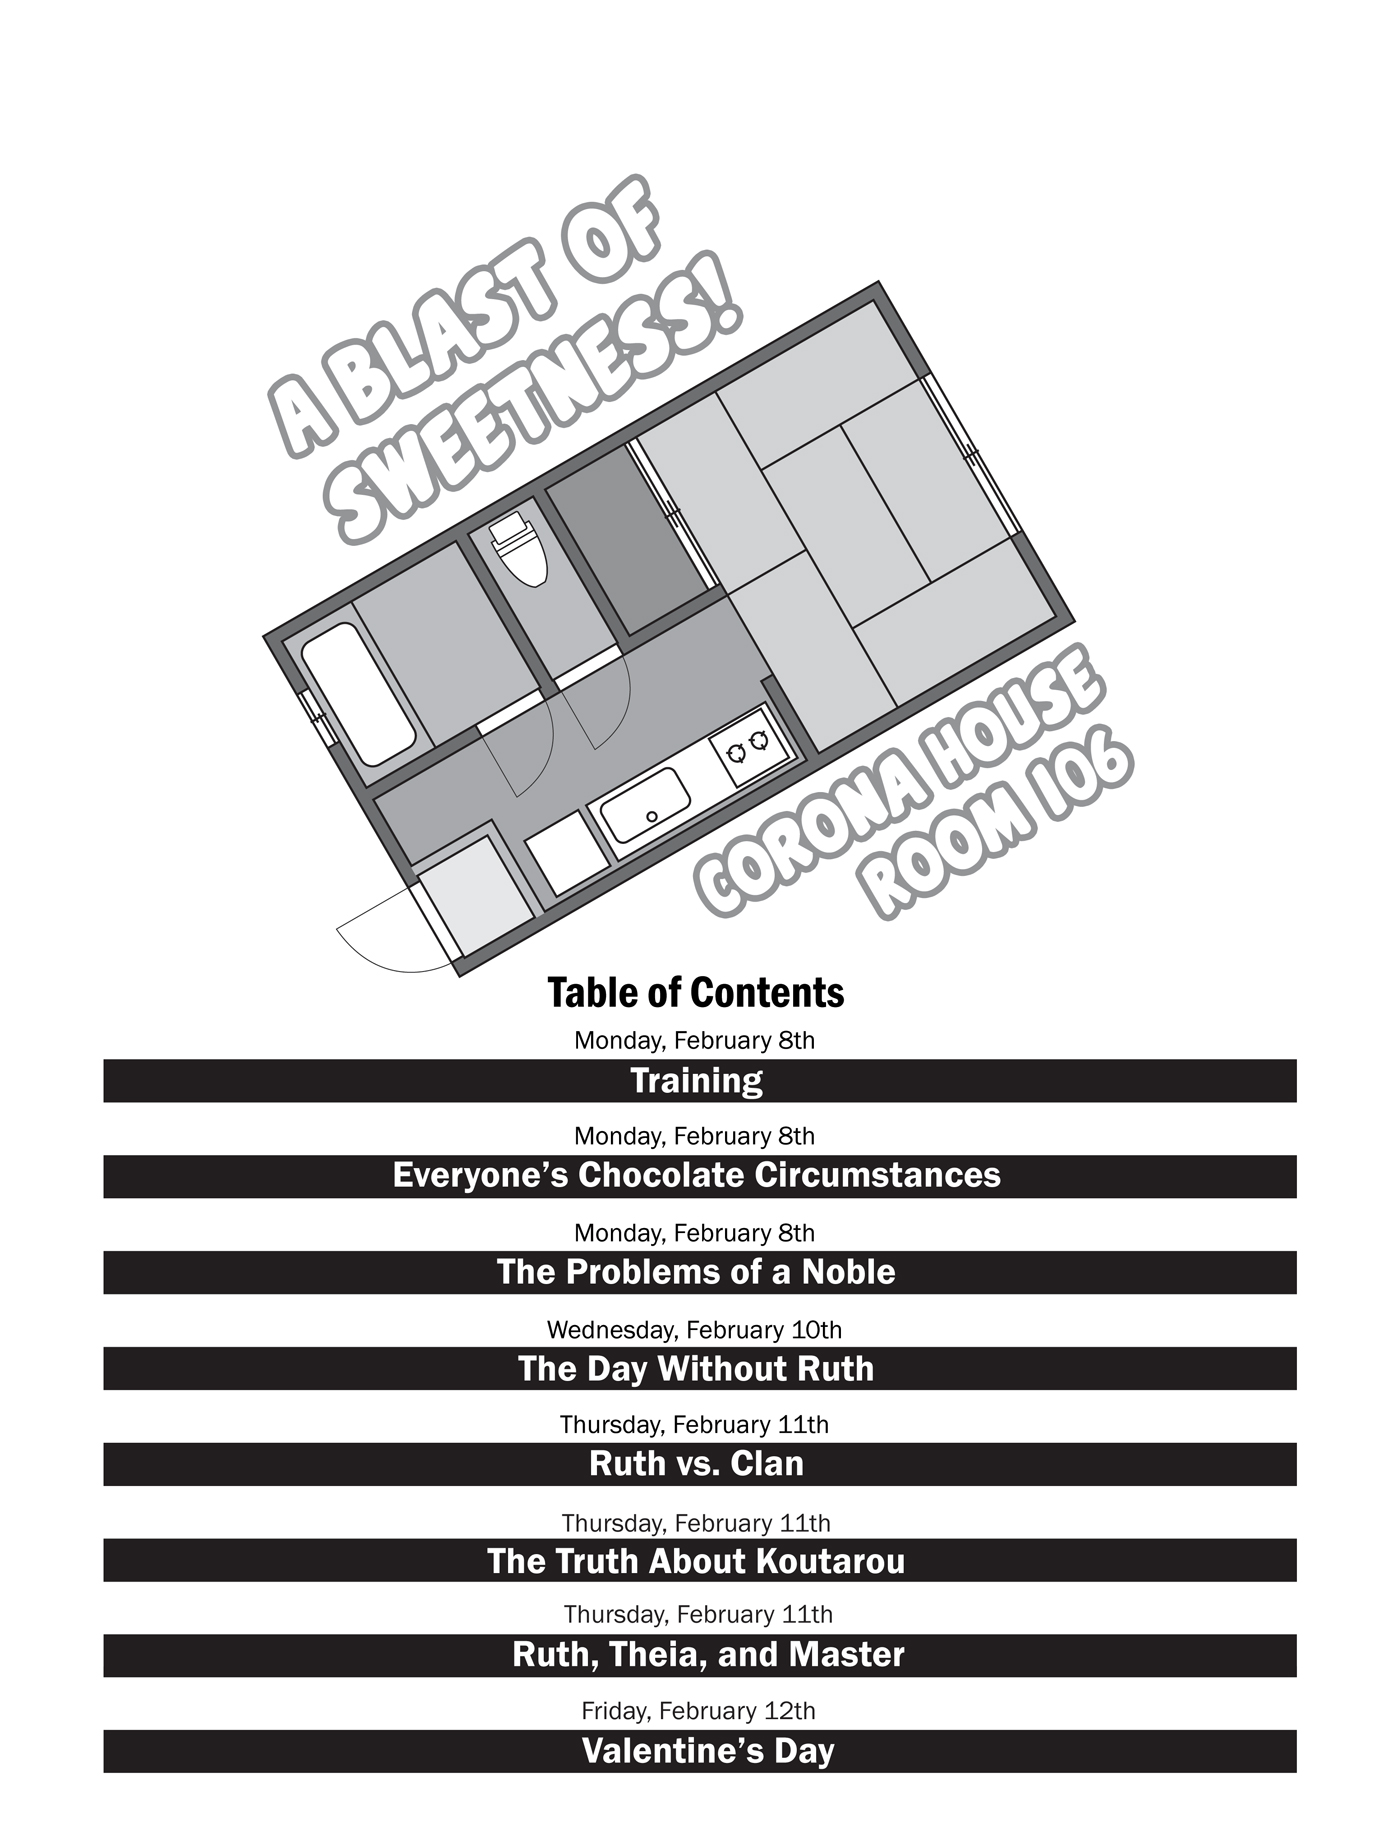 A BLAST OF
SWEETNESS!
CORONA HOUSE
ROOM 106
Table of Contents
Monday, February 8th
Training
Monday, February 8th
Everyone’s Chocolate Circumstances
Monday, February 8th
The Problems of a Noble
Wednesday, February 10th
The Day Without Ruth
Thursday, February 11th
Ruth vs. Clan
Thursday, February 11th
The Truth About Koutarou
Thursday, February 11th
Ruth, Theia, and Master
Friday, February 12th
Valentine’s Day